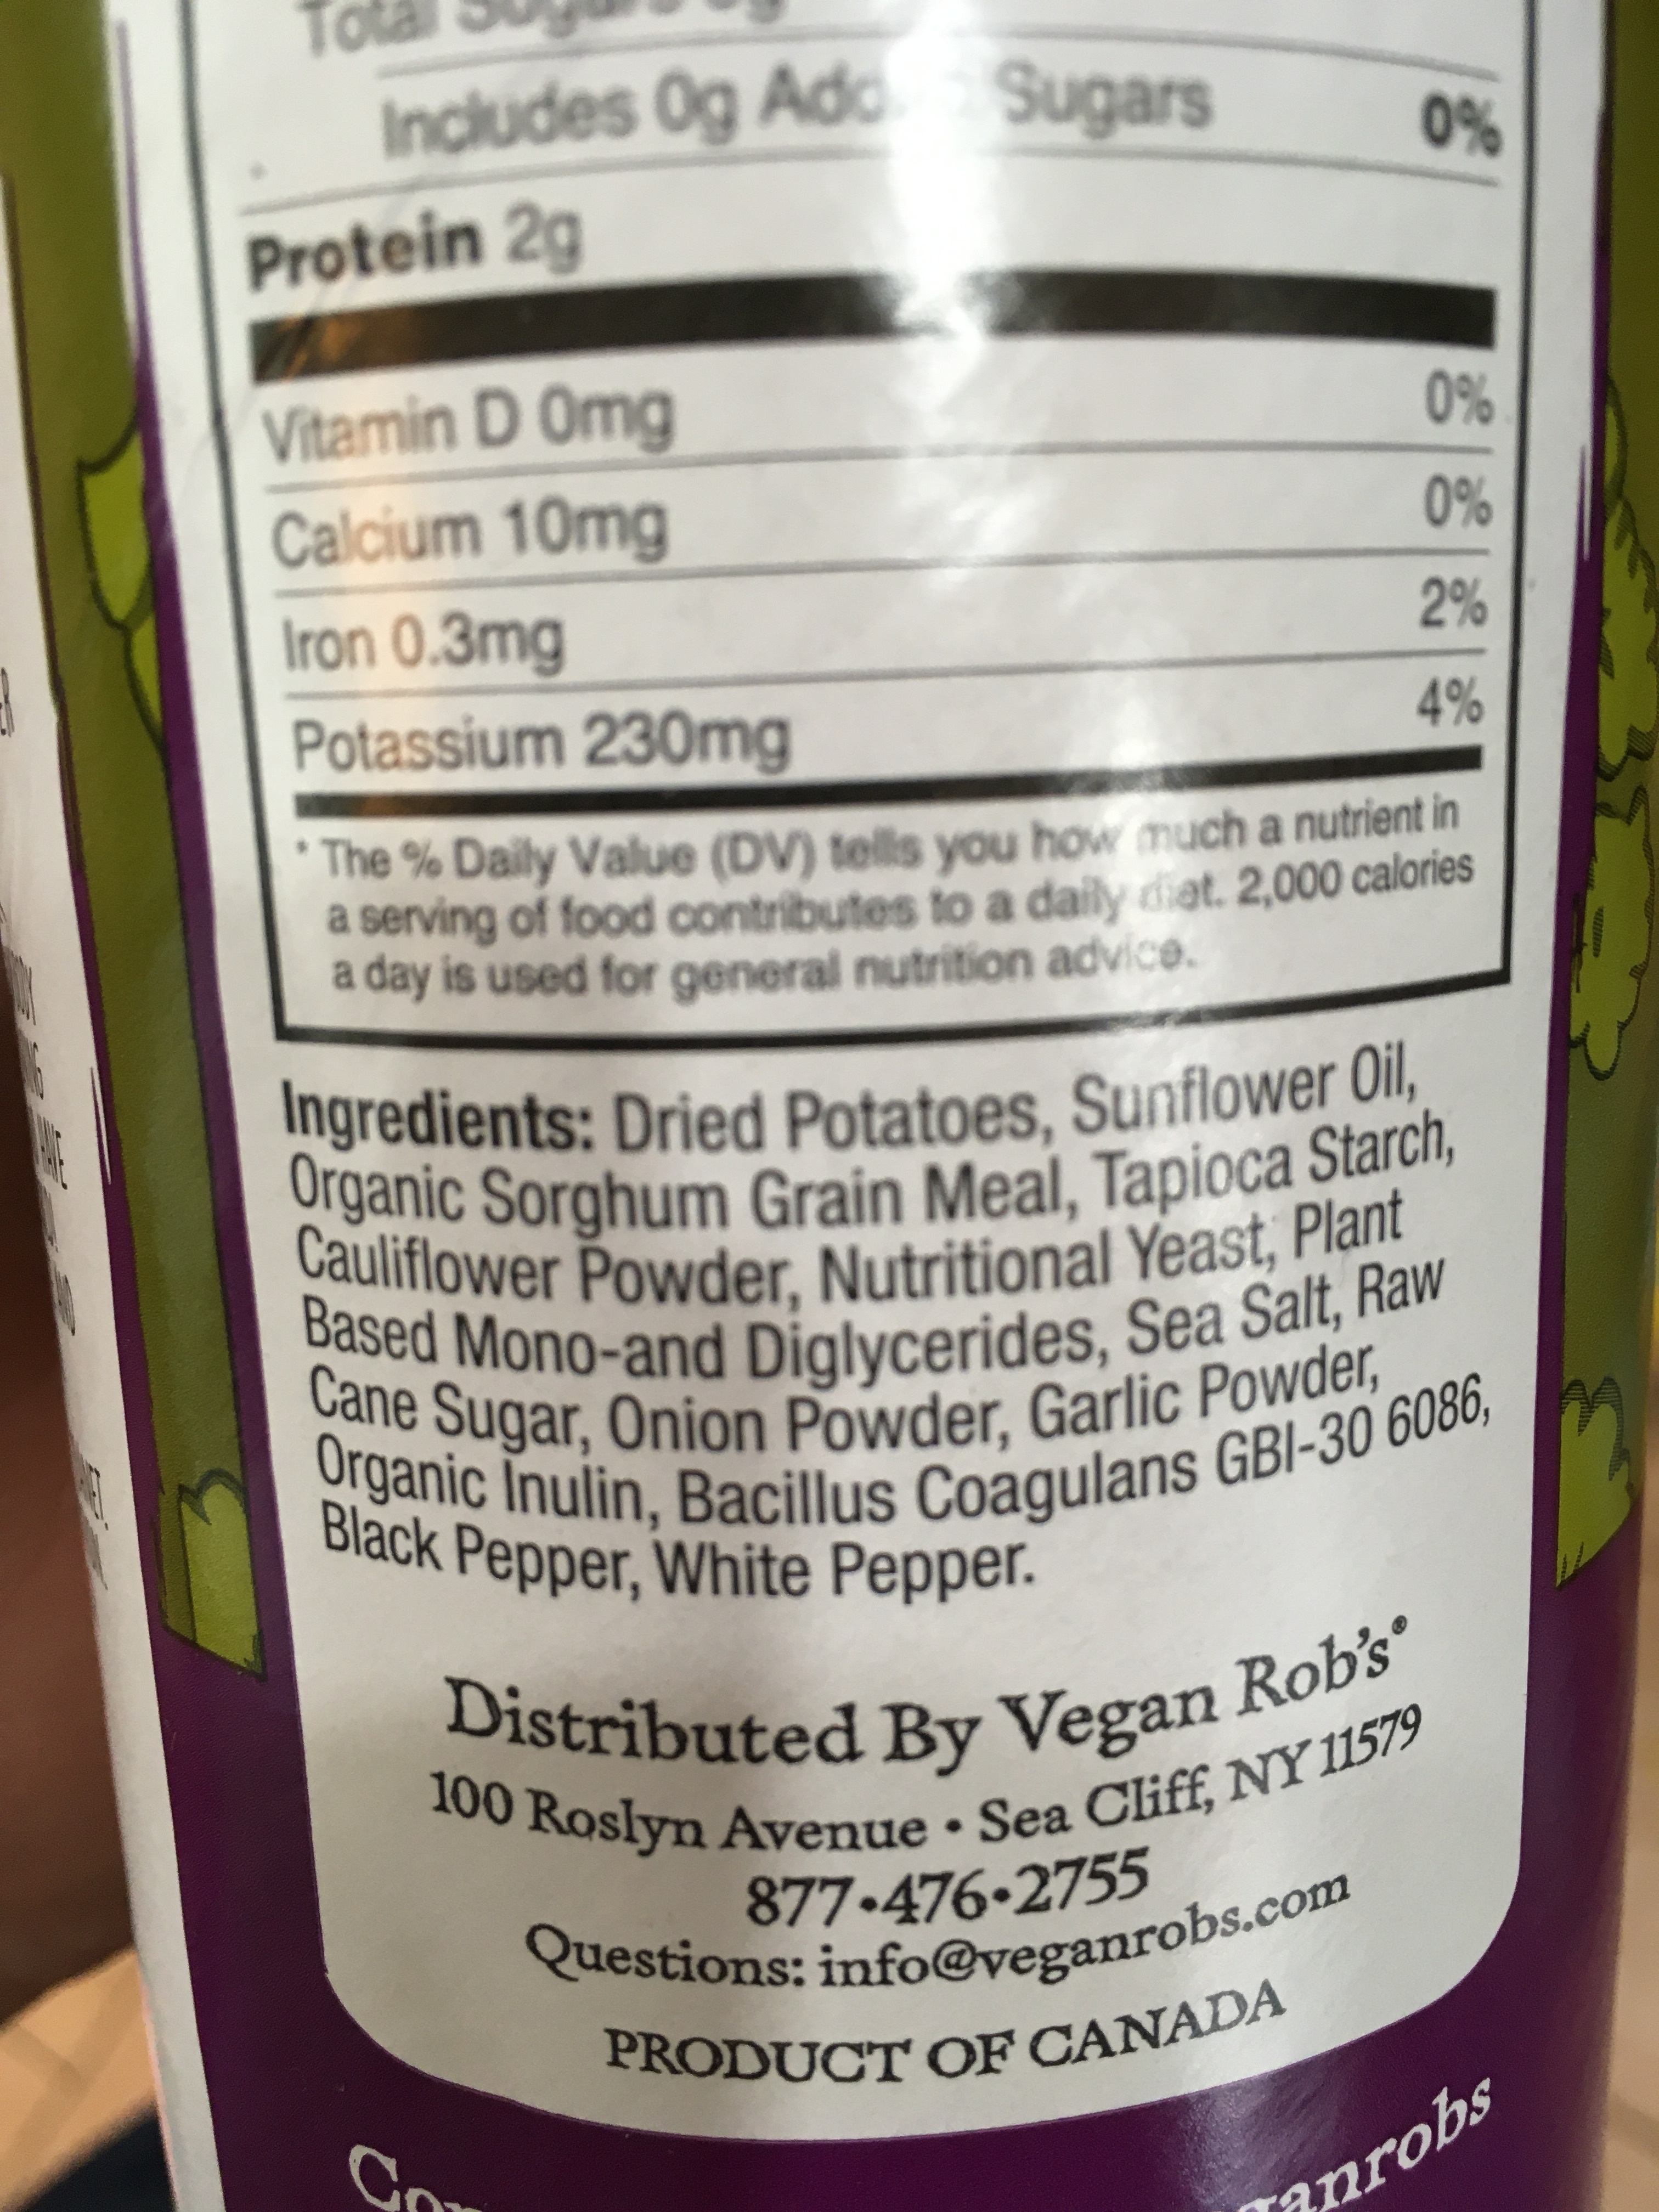 Total Sugars
Includes 0g Added Sugars 0%
Protein 2g
Vitamin D 0mg 0%
Calcium 10mg 0%
Iron 0.3mg 2%
Potassium 230mg 4%
* The % Daily Value (DV) tells you how much a nutrient in
a serving of food contributes to a daily diet. 2,000 calories
a day is used for general nutrition advice.
Ingredients: Dried Potatoes, Sunflower Oil,
Organic Sorghum Grain Meal, Tapioca Starch,
Cauliflower Powder, Nutritional Yeast, Plant
Based Mono-and Diglycerides, Sea Salt, Raw
Cane Sugar, Onion Powder, Garlic Powder,
Organic Inulin, Bacillus Coagulans GBI-30 6086,
Black Pepper, White Pepper.
Distributed By Vegan Rob's®
100 Roslyn Avenue • Sea Cliff, NY 11579
877•476•2755
Questions: info@veganrobs.com
PRODUCT OF CANADA